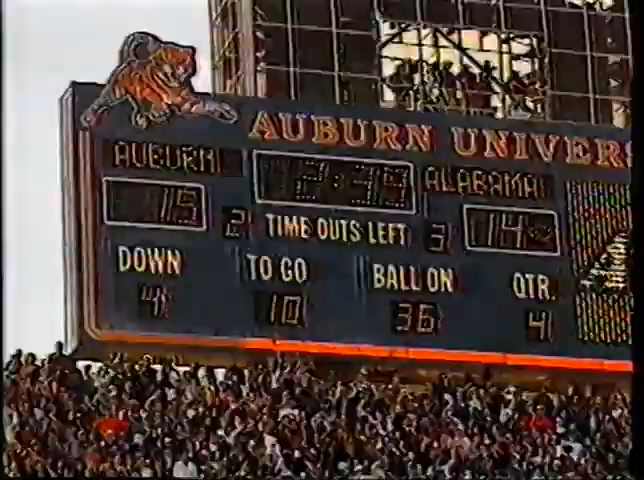 AUBURN UNIVERS
AUBURN 2:39 ALABAMA
15 2 TIME OUTS LEFT 3 14
DOWN TO GO BALL ON QTR.
4 10 36 4